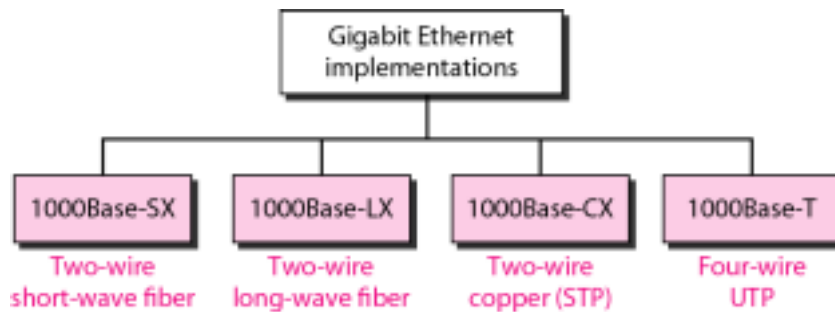 Gigabit Ethernet
implementations
1000Base-SX
1000Base-LX
1000Base-CX
1000Base-T
Two-wire
short-wave fiber
Two-wire
long-wave fiber
Two-wire
copper (STP)
Four-wire
UTP